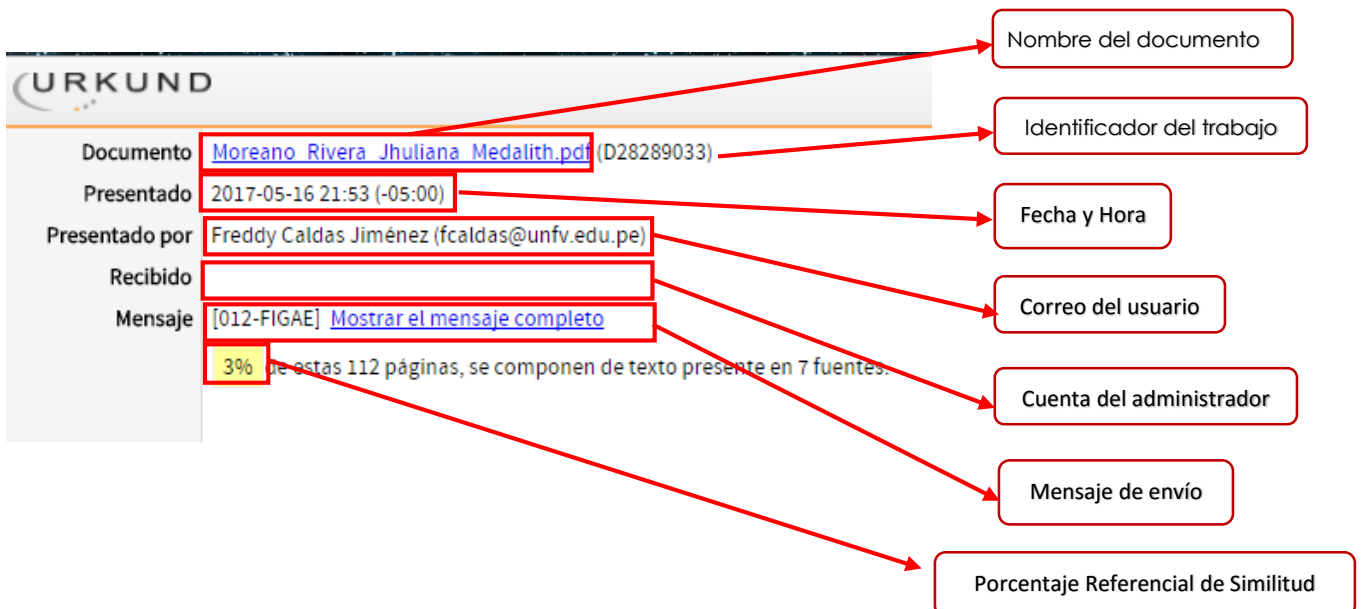 Nombre del documento
URKUND
Identificador del trabajo
Documento Moreano_Rivera_Jhuliana_Medalith.pdf (D28289033)
Presentado 2017-05-16 21:53 (-05:00)
Fecha y Hora
Presentado por Freddy Caldas Jiménez (fcaldas@unfv.edu.pe)
Recibido
Correo del usuario
Mensaje [012-FIGAE] Mostrar el mensaje completo
3% de estas 112 páginas, se componen de texto presente en 7 fuentes.
Cuenta del administrador
Mensaje de envío
Porcentaje Referencial de Similitud